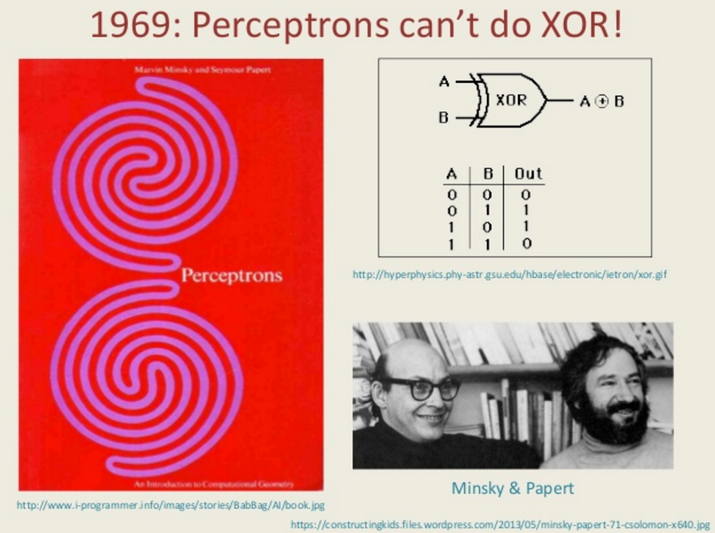 1969: Perceptrons can't do XOR!
Marvin Minsky and Seymour Papert
Perceptrons
An Introduction to Computational Geometry
http://www.i-programmer.info/images/stories/BabBag/AI/book.jpg
A
B
XOR
A ⊕ B
A B Out
0 0 0
0 1 1
1 0 1
1 1 0
http://hyperphysics.phy-astr.gsu.edu/hbase/electronic/ietron/xor.gif
Minsky & Papert
https://constructingkids.files.wordpress.com/2013/05/minsky-papert-71-csolomon-x640.jpg